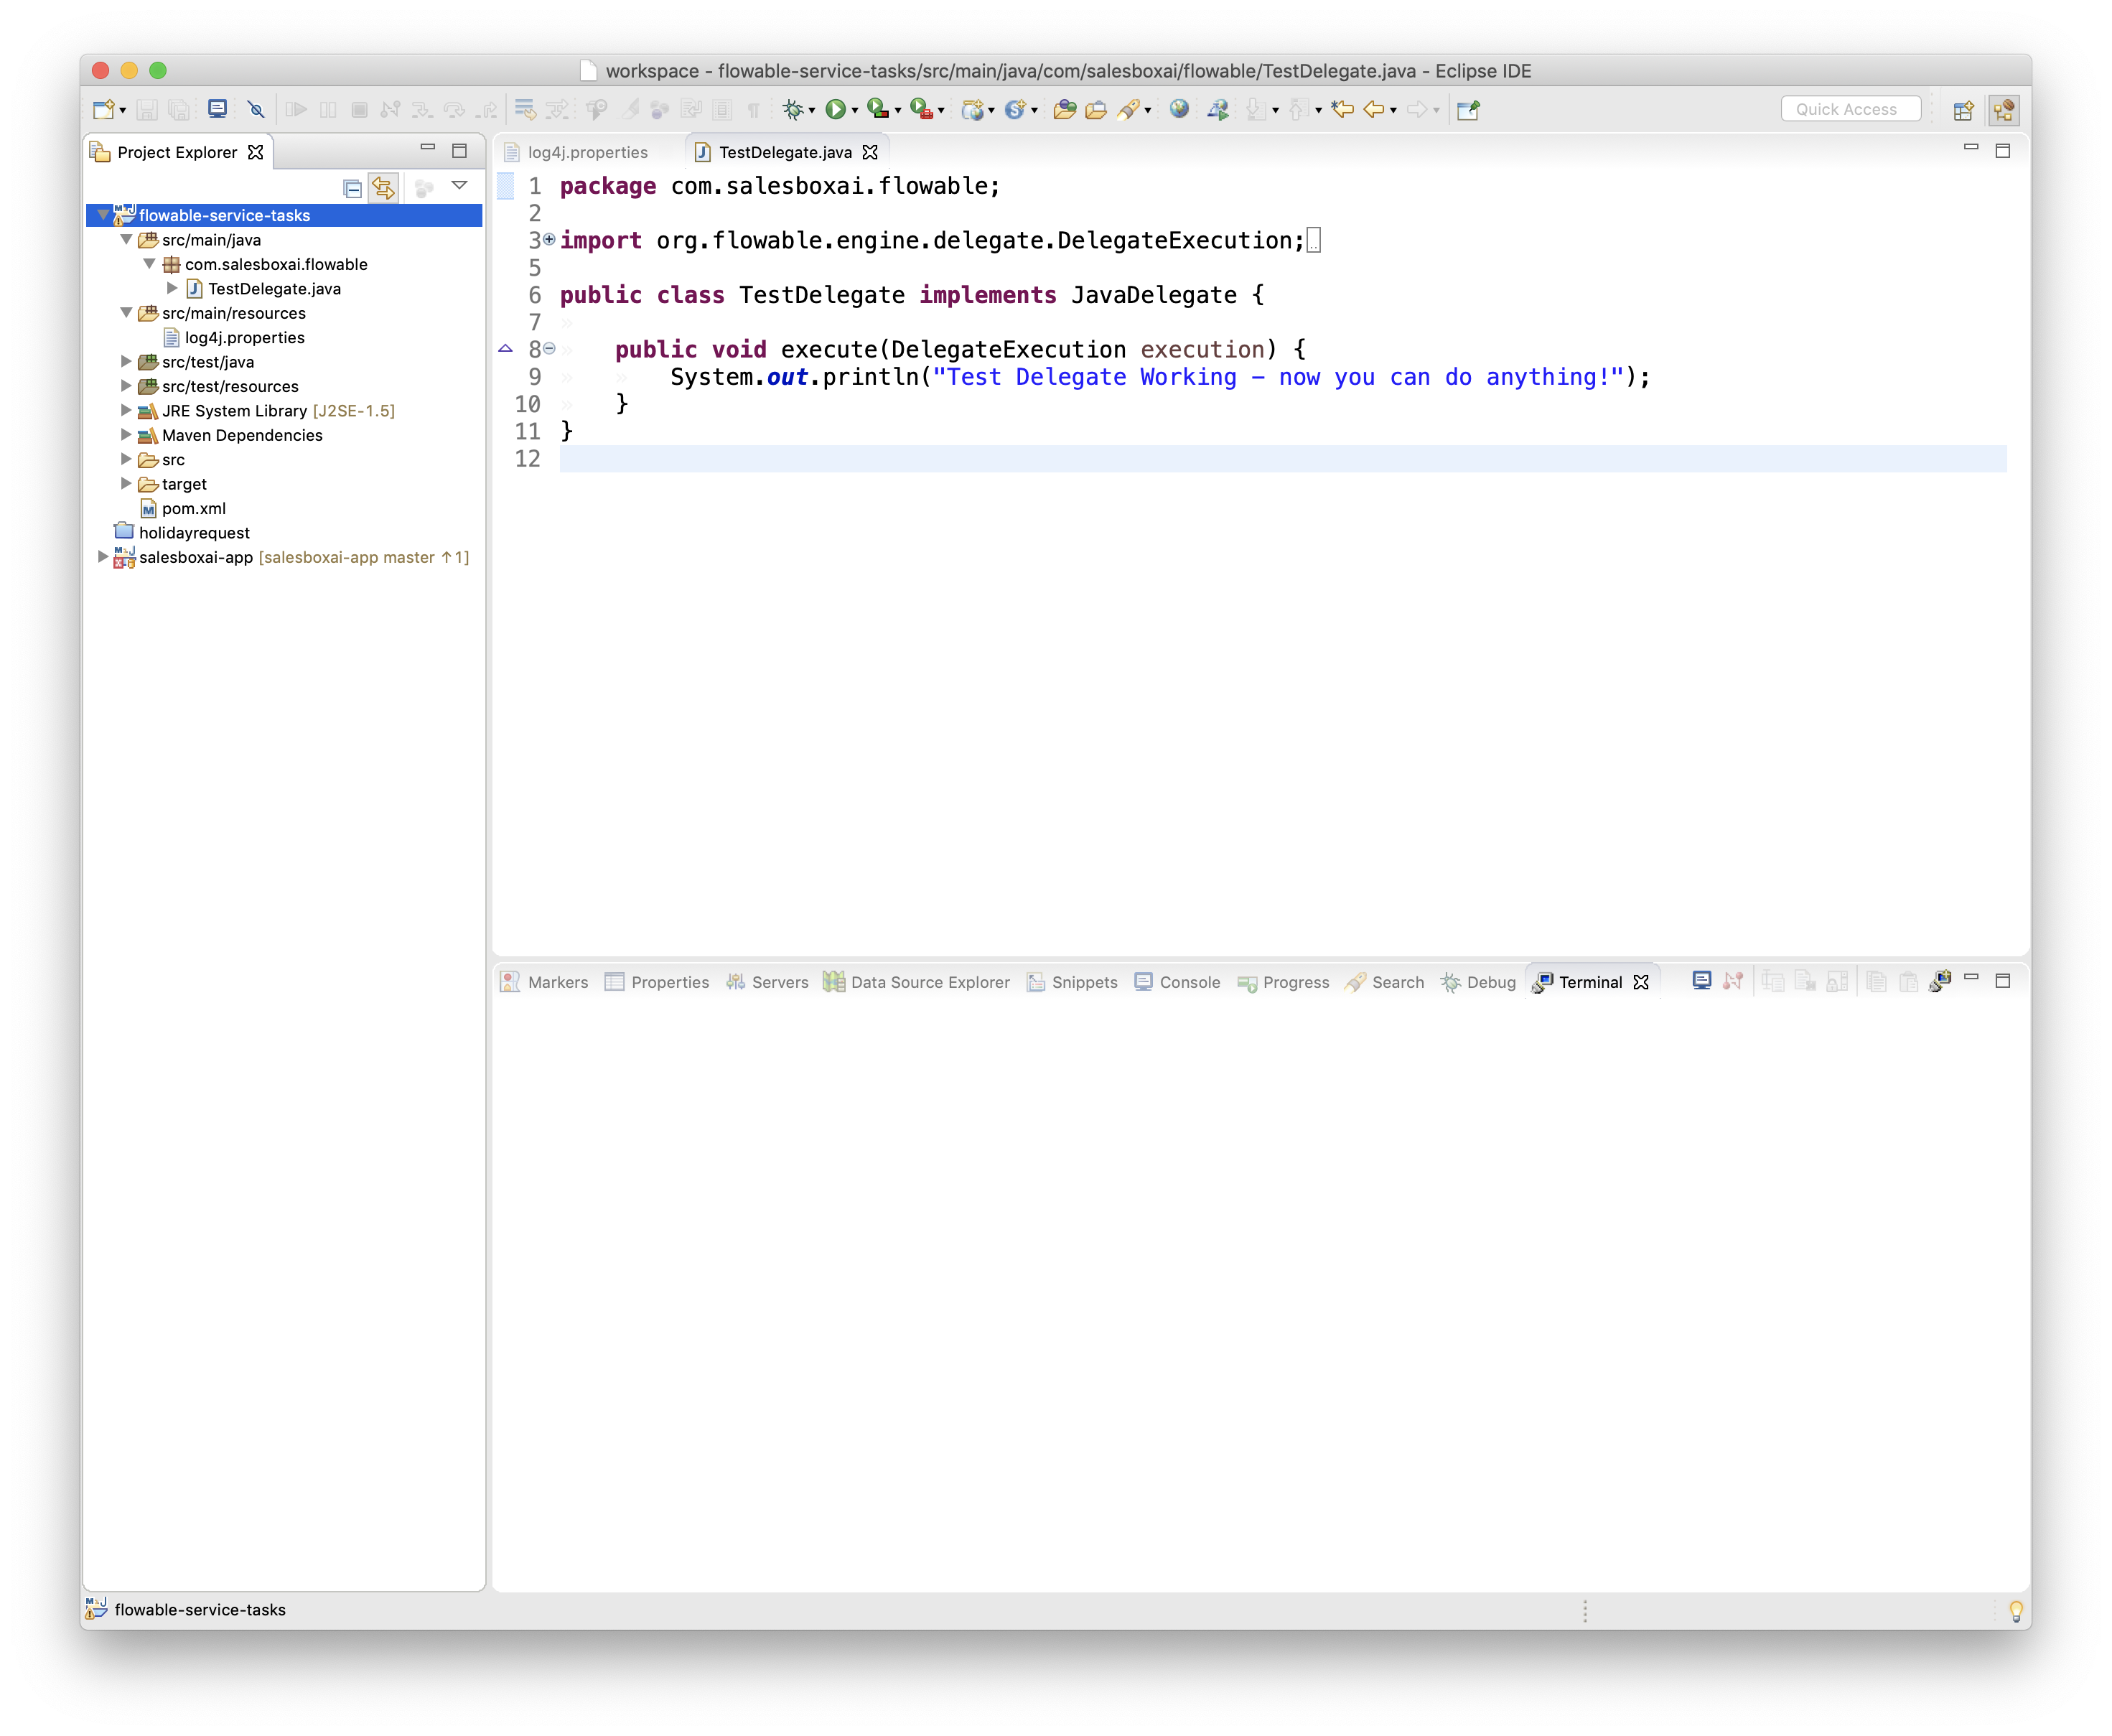 workspace - flowable-service-tasks/src/main/java/com/salesboxai/flowable/TestDelegate.java - Eclipse IDE
Quick Access
Project Explorer
flowable-service-tasks
src/main/java
com.salesboxai.flowable
TestDelegate.java
src/main/resources
log4j.properties
src/test/java
src/test/resources
JRE System Library [J2SE-1.5]
Maven Dependencies
src
target
pom.xml
holidayrequest
salesboxai-app [salesboxai-app master ↑1]
log4j.properties TestDelegate.java
1 package com.salesboxai.flowable;
2
3 import org.flowable.engine.delegate.DelegateExecution;
5
6 public class TestDelegate implements JavaDelegate {
7
8 public void execute(DelegateExecution execution) {
9 System.out.println("Test Delegate Working – now you can do anything!");
10 }
11 }
12
Markers Properties Servers Data Source Explorer Snippets Console Progress Search Debug Terminal
flowable-service-tasks